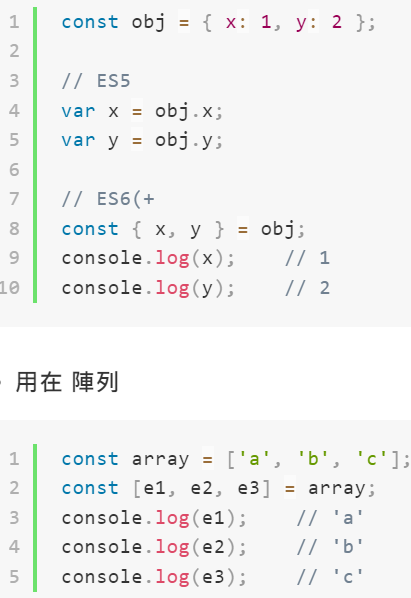 1 const obj = { x: 1, y: 2 };
2
3 // ES5
4 var x = obj.x;
5 var y = obj.y;
6
7 // ES6(+
8 const { x, y } = obj;
9 console.log(x);    // 1
10 console.log(y);    // 2
用在 陣列
1 const array = ['a', 'b', 'c'];
2 const [e1, e2, e3] = array;
3 console.log(e1);    // 'a'
4 console.log(e2);    // 'b'
5 console.log(e3);    // 'c'